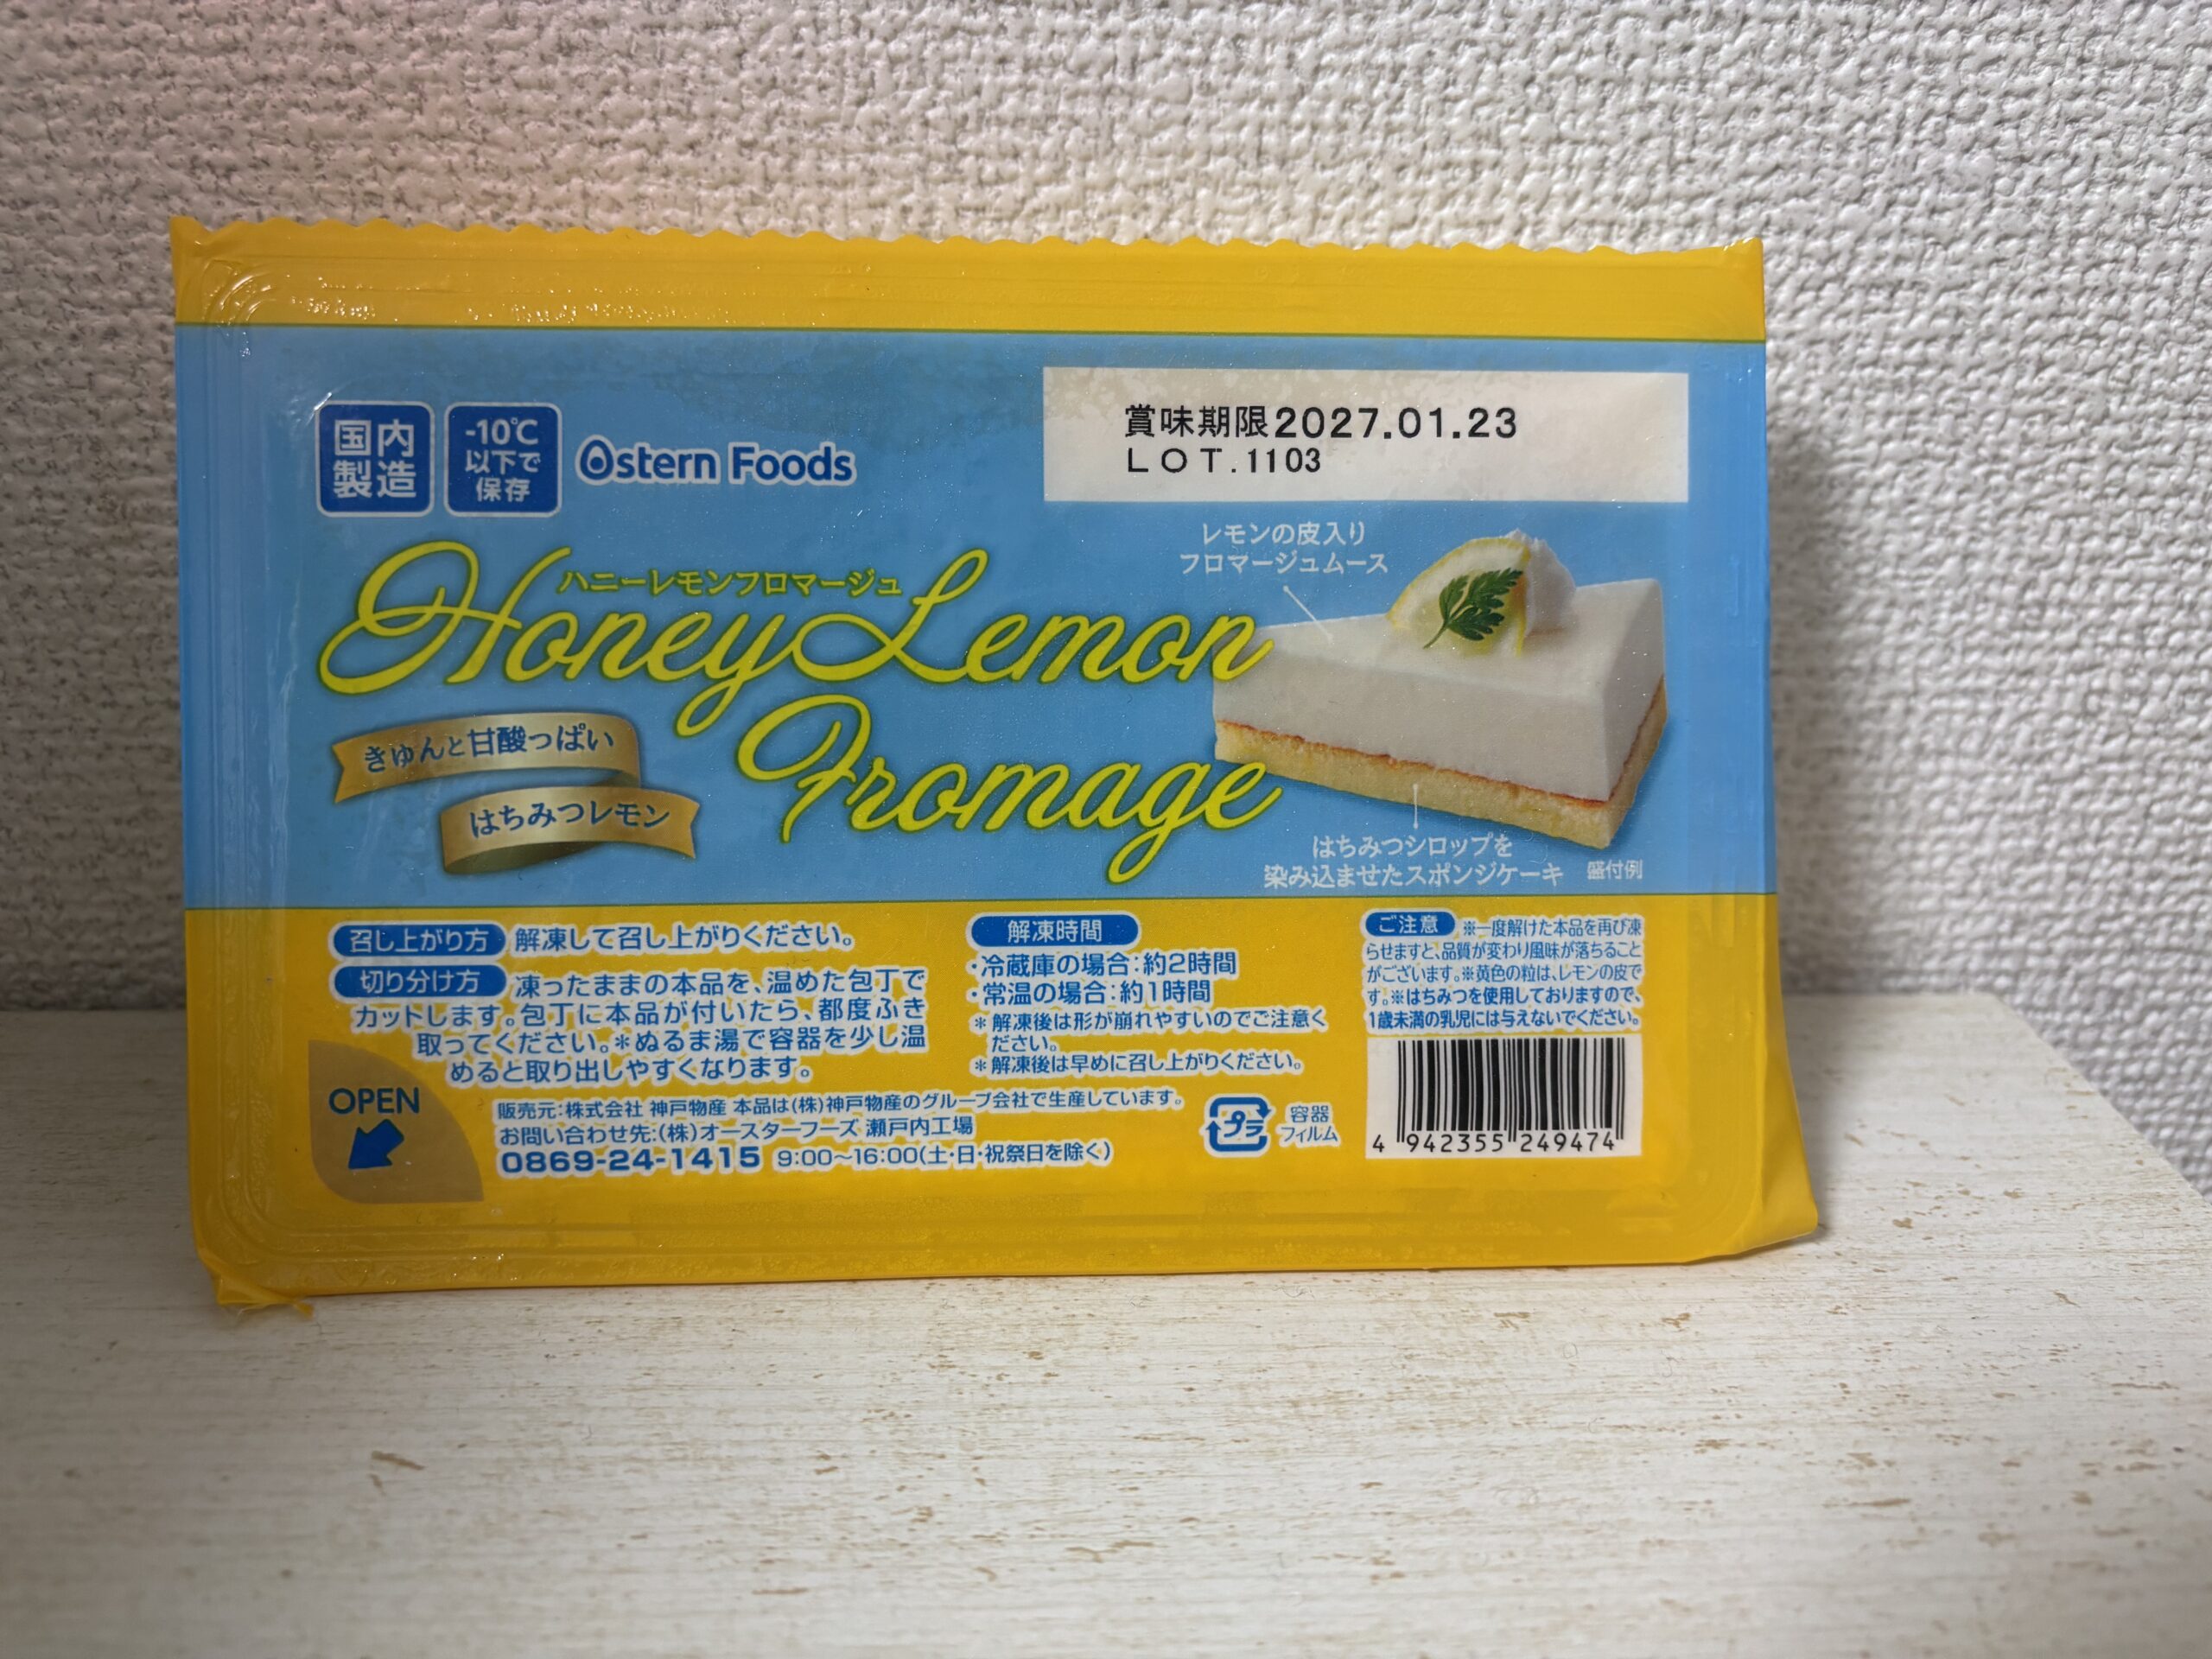 賞味期限2027.01.23
LOT.1103
国内
製造
-10℃
以下で
保存
Ostern Foods
レモンの皮入り
フロマージュムース
ハニーレモンフロマージュ
Honey Lemon
Fromage
きゅんと甘酸っぱい
はちみつレモン
はちみつシロップを
染み込ませたスポンジケーキ
盛付例
召し上がり方 解凍して召し上がりください。
切り分け方 凍ったままの本品を、温めた包丁で
カットします。包丁に本品が付いたら、都度ふき
取ってください。＊ぬるま湯で容器を少し温
めると取り出しやすくなります。
解凍時間
・冷蔵庫の場合：約2時間
・常温の場合：約1時間
＊解凍後は形が崩れやすいのでご注意く
ださい。
＊解凍後は早めに召し上がりください。
ご注意 ※一度解けた本品を再び凍
らせますと、品質が変わり風味が落ちること
がございます。※黄色の粒は、レモンの皮で
す。※はちみつを使用しておりますので、
1歳未満の乳児には与えないでください。
OPEN
販売元：株式会社 神戸物産 本品は(株)神戸物産のグループ会社で生産しています。
お問い合わせ先：(株)オースターフーズ 瀬戸内工場
0869-24-1415 9:00～16:00(土・日・祝祭日を除く)
プラ
容器
フィルム
4 942355 249474